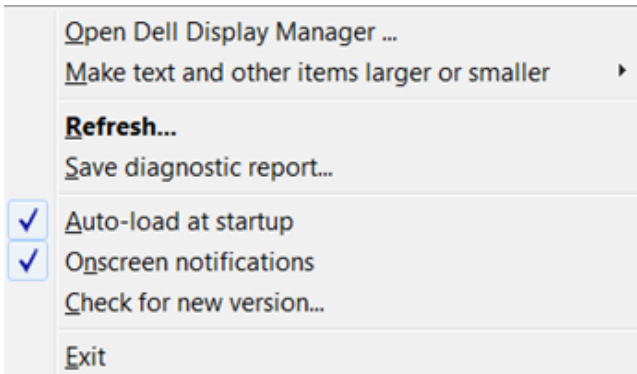 Open Dell Display Manager ...
Make text and other items larger or smaller
Refresh...
Save diagnostic report...
Auto-load at startup
Onscreen notifications
Check for new version...
Exit